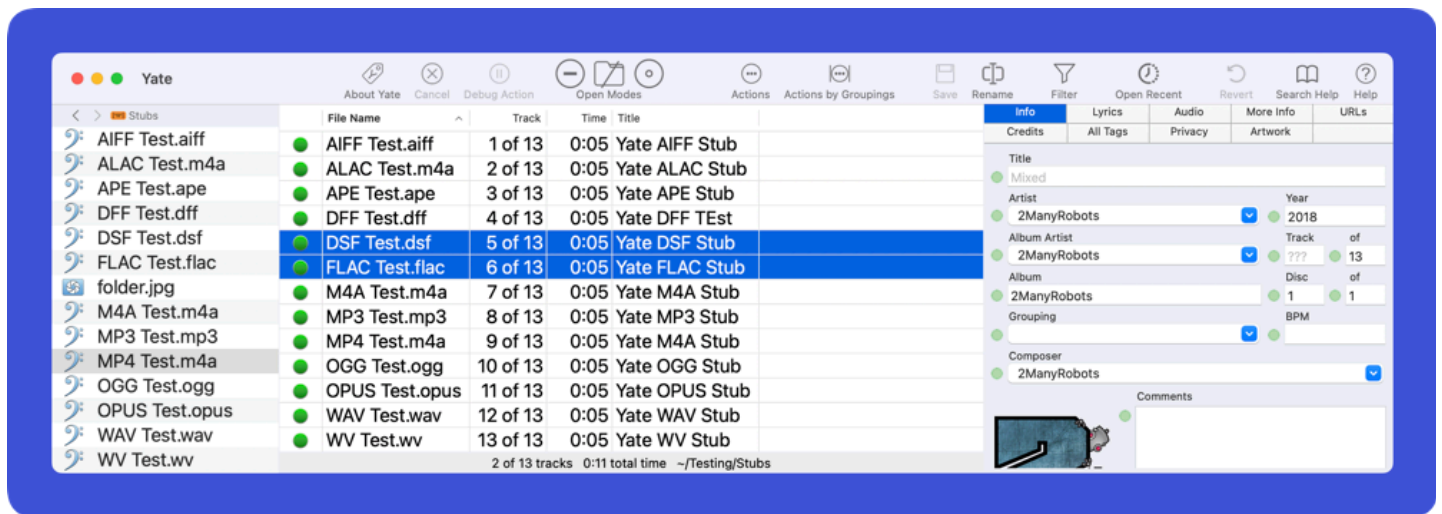 Yate
About Yate Cancel Debug Action Open Modes Actions Actions by Groupings Save Rename Filter Open Recent Revert Search Help Help
Stubs
AIFF Test.aiff
ALAC Test.m4a
APE Test.ape
DFF Test.dff
DSF Test.dsf
FLAC Test.flac
folder.jpg
M4A Test.m4a
MP3 Test.mp3
MP4 Test.m4a
OGG Test.ogg
OPUS Test.opus
WAV Test.wav
WV Test.wv
File Name Track Time Title
AIFF Test.aiff 1 of 13 0:05 Yate AIFF Stub
ALAC Test.m4a 2 of 13 0:05 Yate ALAC Stub
APE Test.ape 3 of 13 0:05 Yate APE Stub
DFF Test.dff 4 of 13 0:05 Yate DFF TEst
DSF Test.dsf 5 of 13 0:05 Yate DSF Stub
FLAC Test.flac 6 of 13 0:05 Yate FLAC Stub
M4A Test.m4a 7 of 13 0:05 Yate M4A Stub
MP3 Test.mp3 8 of 13 0:05 Yate MP3 Stub
MP4 Test.m4a 9 of 13 0:05 Yate M4A Stub
OGG Test.ogg 10 of 13 0:05 Yate OGG Stub
OPUS Test.opus 11 of 13 0:05 Yate OPUS Stub
WAV Test.wav 12 of 13 0:05 Yate WAV Stub
WV Test.wv 13 of 13 0:05 Yate WV Stub
2 of 13 tracks 0:11 total time ~/Testing/Stubs
Info Lyrics Audio More Info URLs
Credits All Tags Privacy Artwork
Title
Mixed
Artist Year
2ManyRobots 2018
Album Artist Track of
2ManyRobots ??? 13
Album Disc of
2ManyRobots 1 1
Grouping BPM
Composer
2ManyRobots
Comments